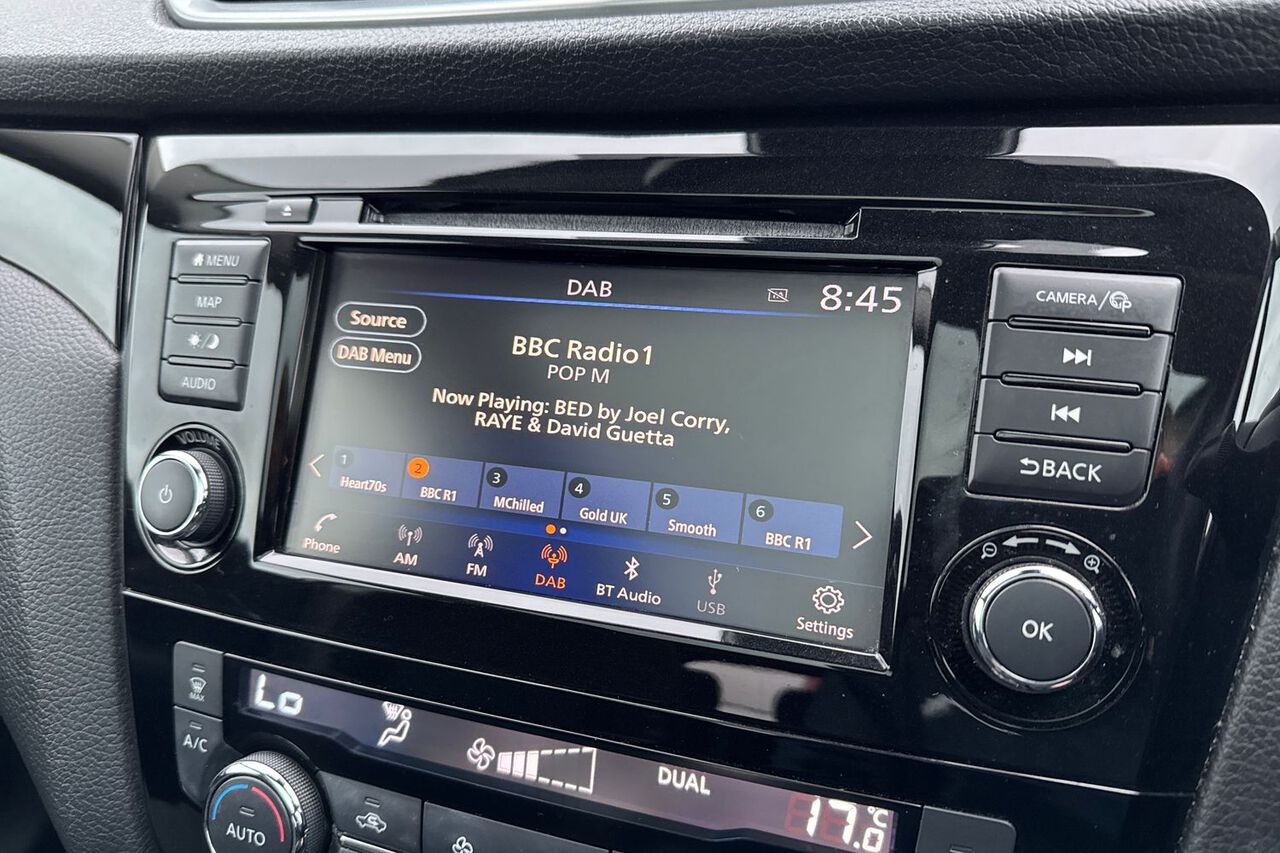 MENU
MAP
AUDIO
VOLUME
DAB
8:45
Source
DAB Menu
BBC Radio1
POP M
Now Playing: BED by Joel Corry,
RAYE & David Guetta
1 Heart70s
2 BBC R1
3 MChilled
4 Gold UK
5 Smooth
6 BBC R1
Phone
AM
FM
DAB
BT Audio
USB
Settings
CAMERA/
BACK
OK
MAX
A/C
AUTO
Lo
DUAL
17.0°C